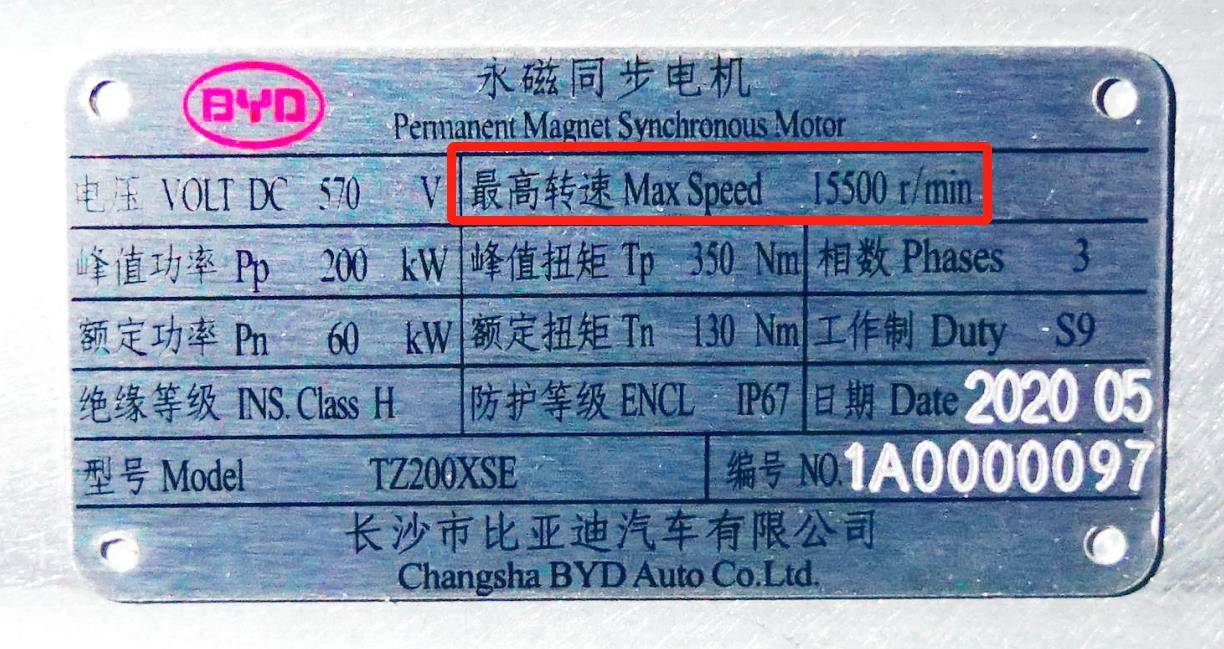 BYD
永磁同步电机
Permanent Magnet Synchronous Motor
电压 VOLT DC 570 V 最高转速 Max Speed 15500 r/min
峰值功率 Pp 200 kW 峰值扭矩 Tp 350 Nm 相数 Phases 3
额定功率 Pn 60 kW 额定扭矩 Tn 130 Nm 工作制 Duty S9
绝缘等级 INS. Class H 防护等级 ENCL IP67 日期 Date 2020 05
型号 Model TZ200XSE 编号 NO. 1A0000097
长沙市比亚迪汽车有限公司
Changsha BYD Auto Co.Ltd.